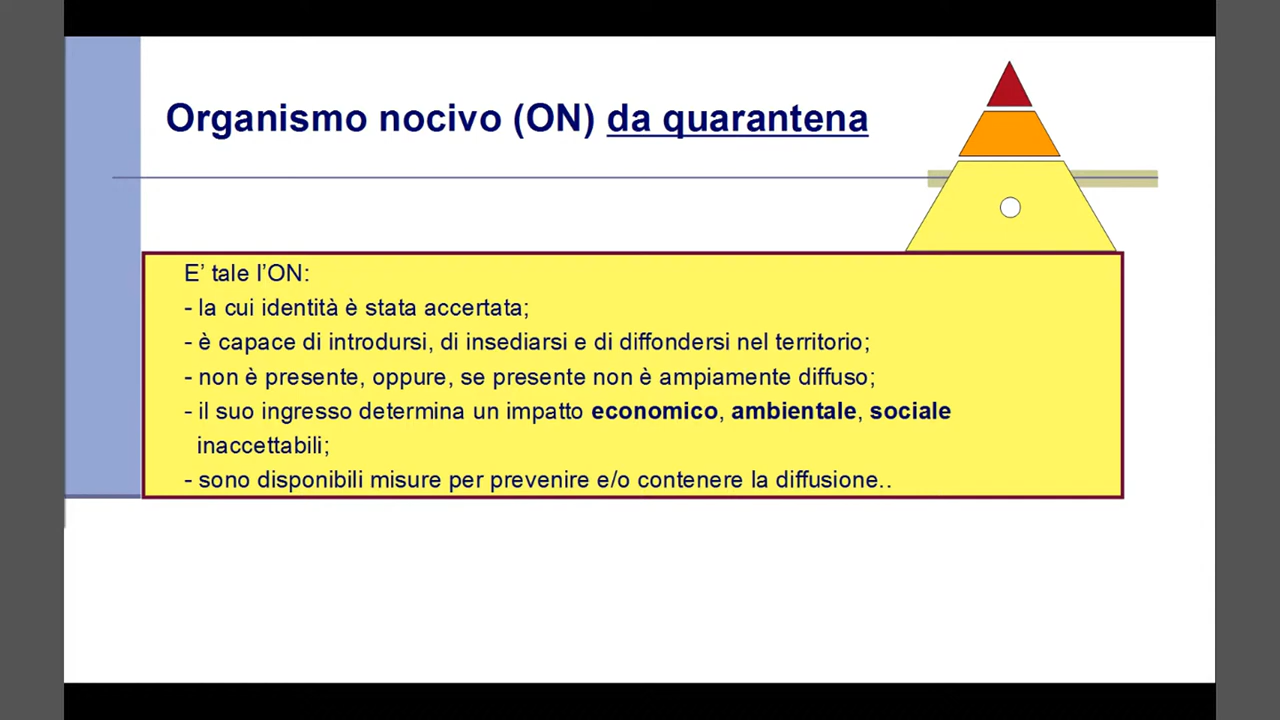 Organismo nocivo (ON) da quarantena
E’ tale l’ON:
- la cui identità è stata accertata;
- è capace di introdursi, di insediarsi e di diffondersi nel territorio;
- non è presente, oppure, se presente non è ampiamente diffuso;
- il suo ingresso determina un impatto economico, ambientale, sociale
inaccettabili;
- sono disponibili misure per prevenire e/o contenere la diffusione..